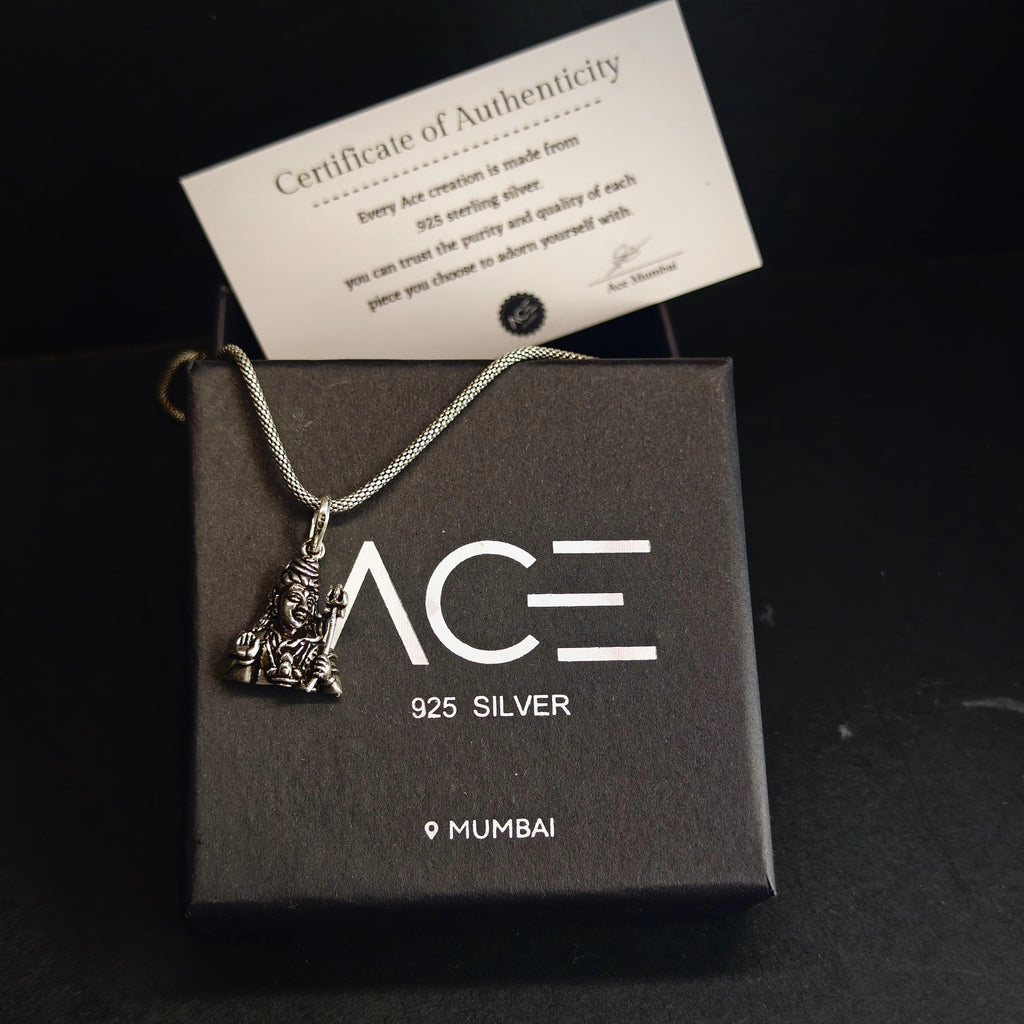 Certificate of Authenticity
Every Ace creation is made from
925 sterling silver.
you can trust the purity and quality of each
piece you choose to adorn yourself with.
Ace Mumbai
ACE
ACE
925 SILVER
MUMBAI